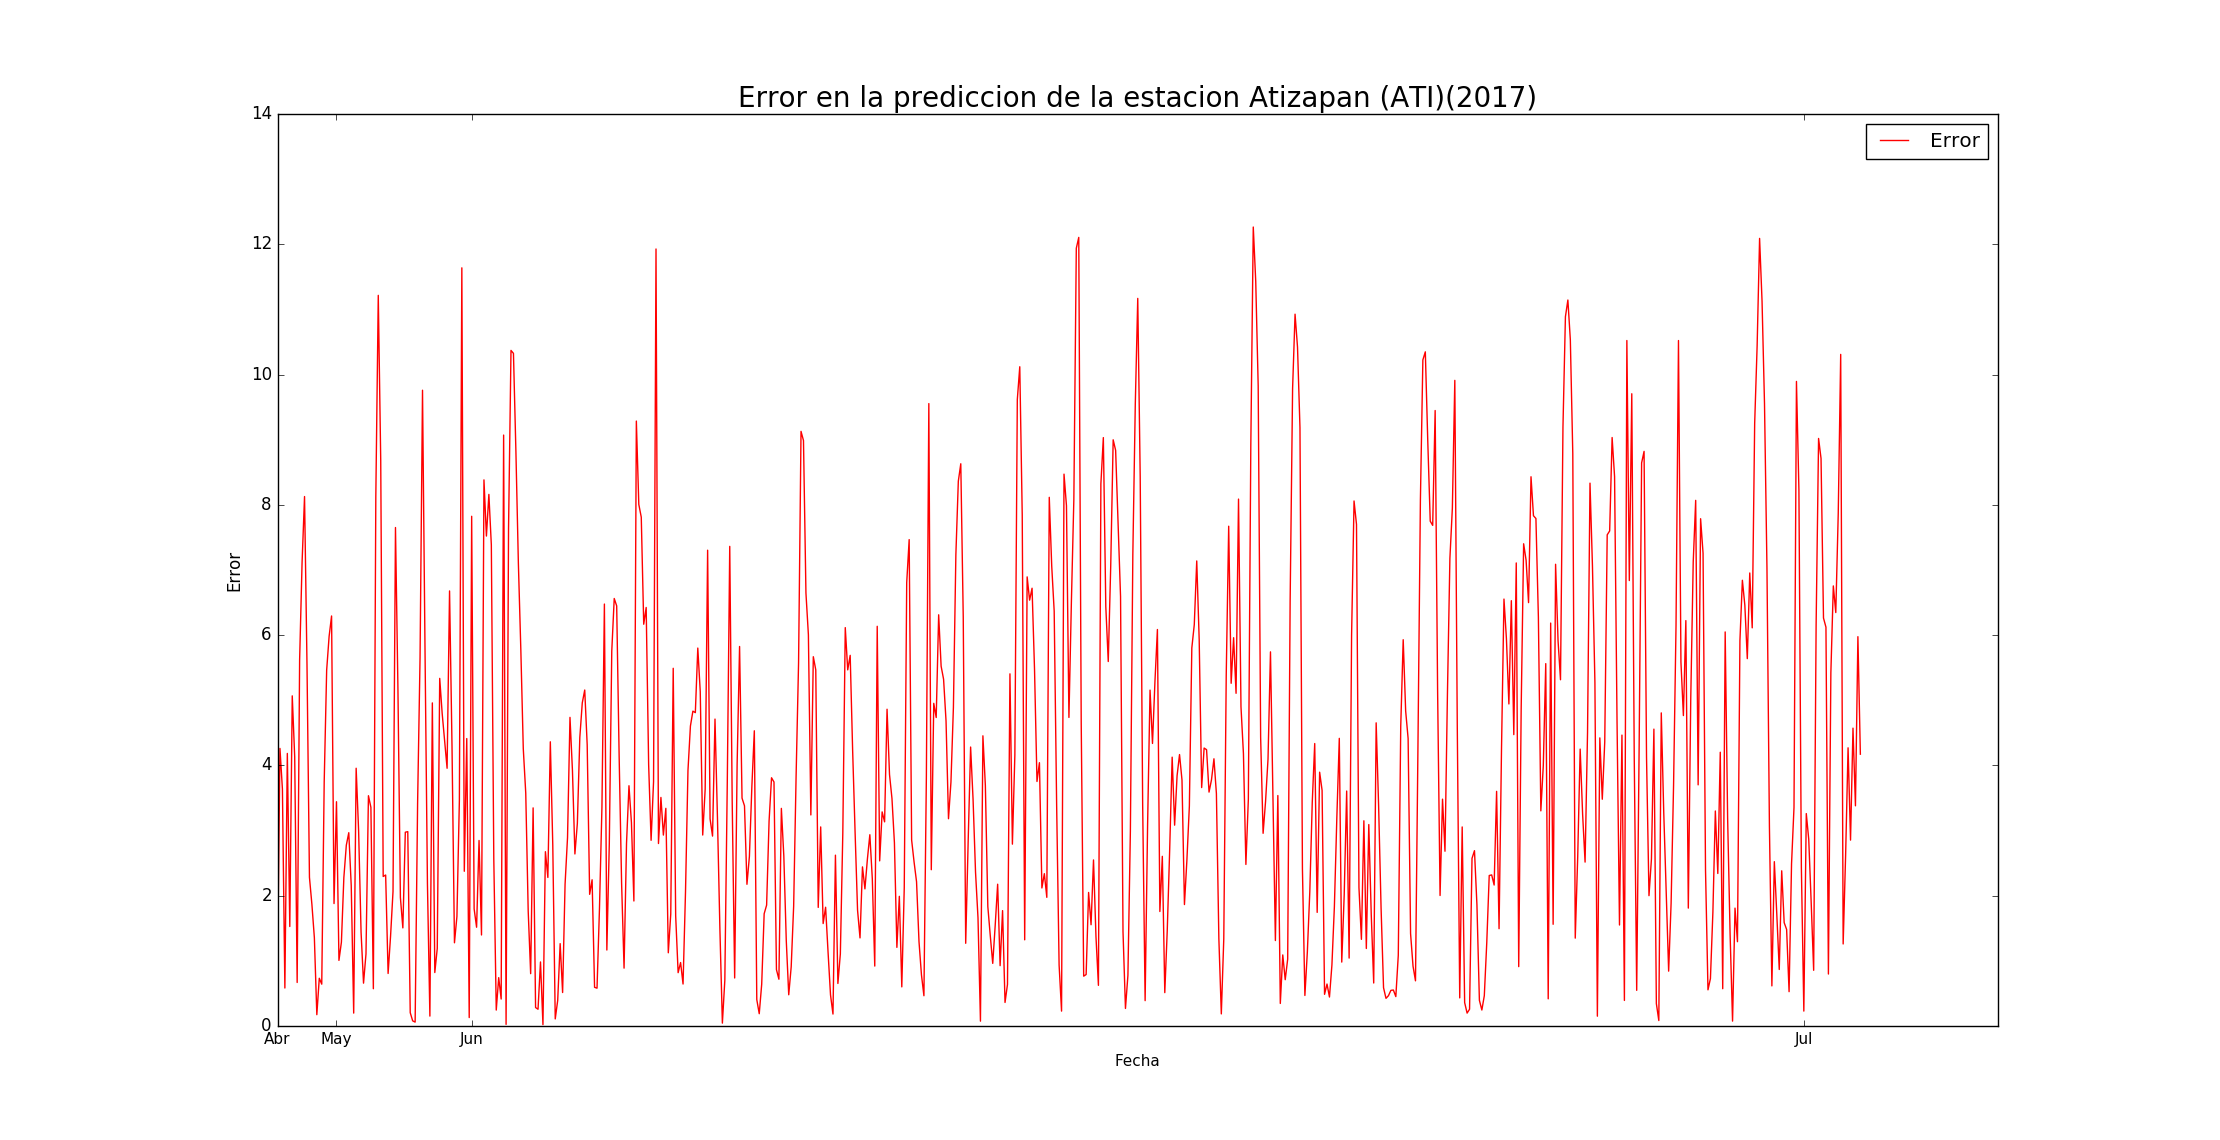 Error en la prediccion de la estacion Atizapan (ATI)(2017)
Error
14
12
10
8
6
4
2
0
Error
Abr May Jun Jul
Fecha